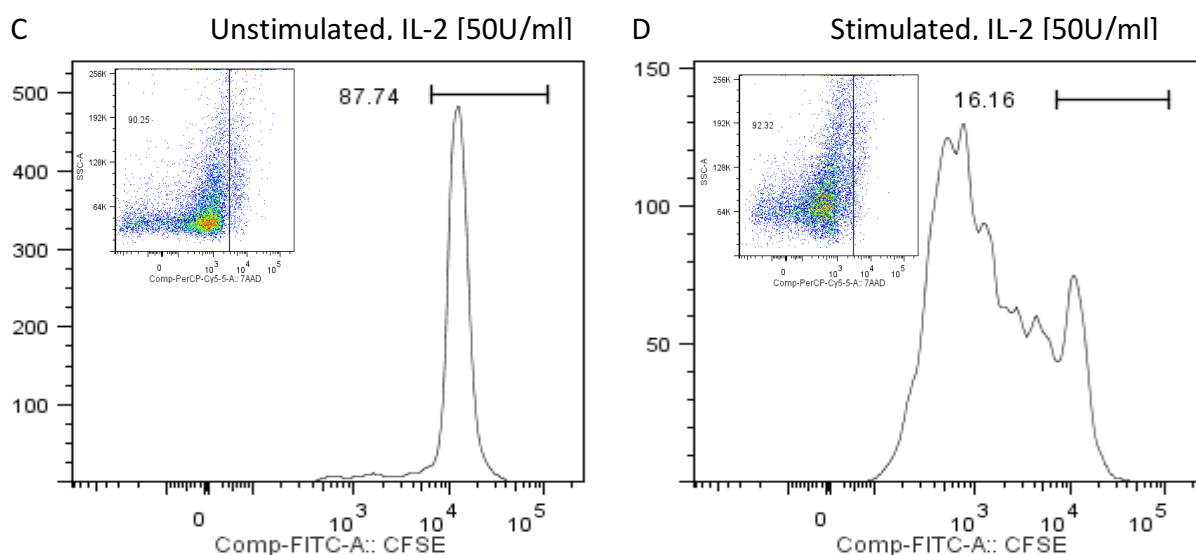 C Unstimulated, IL-2 [50U/ml]
500
400
300
200
100
87.74
256K
192K
128K
64K
90.25
SSC-A
0 10³ 10⁴ 10⁵
Comp-PerCP-Cy5-5-A:: 7AAD
0 10³ 10⁴ 10⁵
Comp-FITC-A:: CFSE
D Stimulated, IL-2 [50U/ml]
150
100
50
16.16
256K
192K
128K
64K
92.32
SSC-A
0 10³ 10⁴ 10⁵
Comp-PerCP-Cy5-5-A:: 7AAD
0 10³ 10⁴ 10⁵
Comp-FITC-A:: CFSE